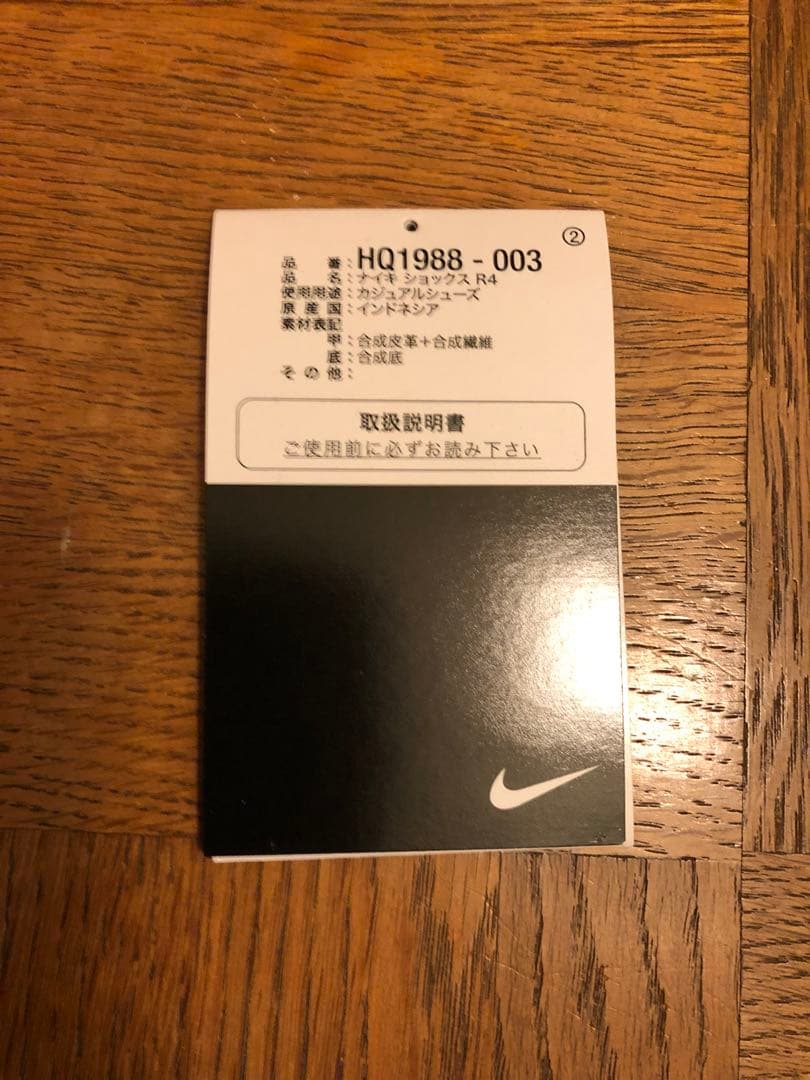 ②
品 番：HQ1988 - 003
品 名：ナイキ ショックス R4
使用用途：カジュアルシューズ
原 産 国：インドネシア
素材表記
甲：合成皮革＋合成繊維
底：合成底
そ の 他：
取扱説明書
ご使用前に必ずお読み下さい